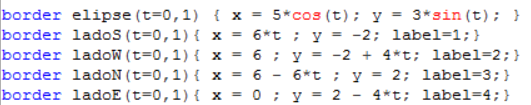 border elipse(t=0,1) { x = 5*cos(t); y = 3*sin(t); }
border ladoS(t=0,1){ x = 6*t ; y = -2; label=1;}
border ladoW(t=0,1){ x = 6 ; y = -2 + 4*t; label=2;}
border ladoN(t=0,1){ x = 6 - 6*t ; y = 2; label=3;}
border ladoE(t=0,1){ x = 0 ; y = 2 - 4*t; label=4;}